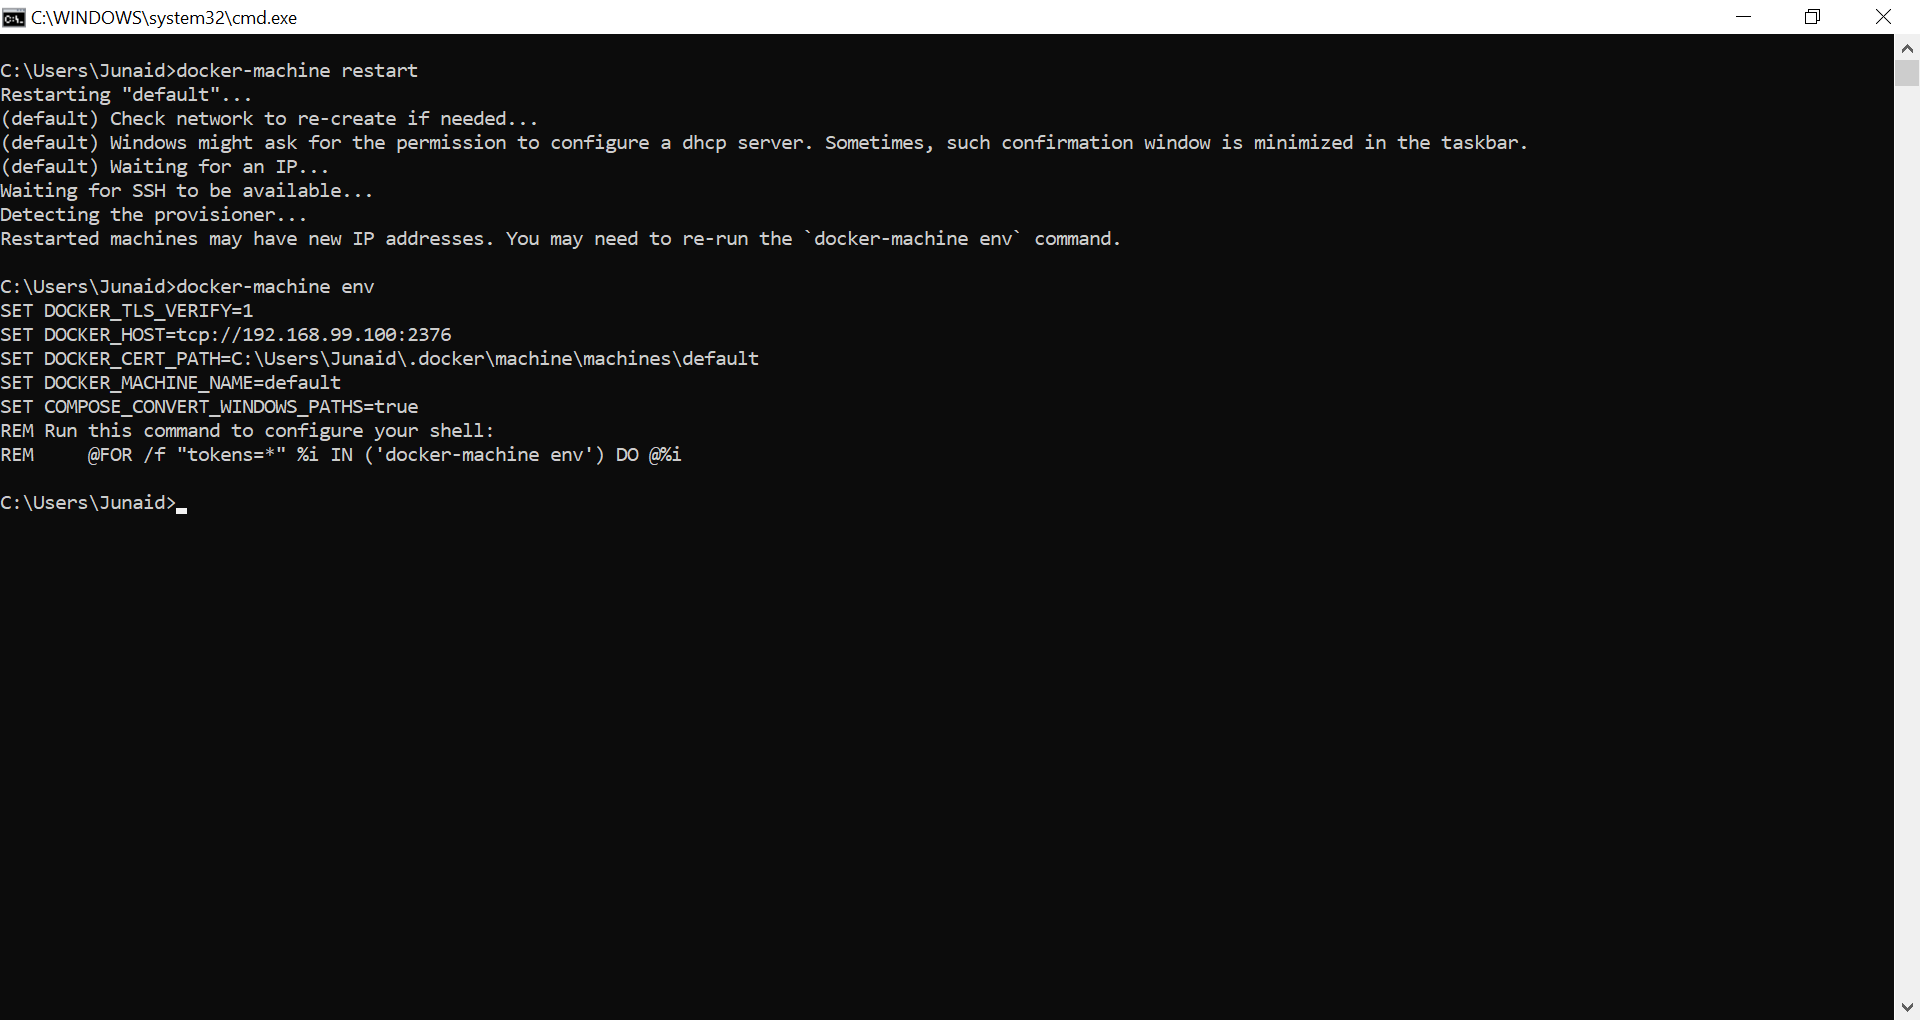 C:\WINDOWS\system32\cmd.exe
C:\Users\Junaid>docker-machine restart
Restarting "default"...
(default) Check network to re-create if needed...
(default) Windows might ask for the permission to configure a dhcp server. Sometimes, such confirmation window is minimized in the taskbar.
(default) Waiting for an IP...
Waiting for SSH to be available...
Detecting the provisioner...
Restarted machines may have new IP addresses. You may need to re-run the `docker-machine env` command.
C:\Users\Junaid>docker-machine env
SET DOCKER_TLS_VERIFY=1
SET DOCKER_HOST=tcp://192.168.99.100:2376
SET DOCKER_CERT_PATH=C:\Users\Junaid\.docker\machine\machines\default
SET DOCKER_MACHINE_NAME=default
SET COMPOSE_CONVERT_WINDOWS_PATHS=true
REM Run this command to configure your shell:
REM     @FOR /f "tokens=*" %i IN ('docker-machine env') DO @%i
C:\Users\Junaid>